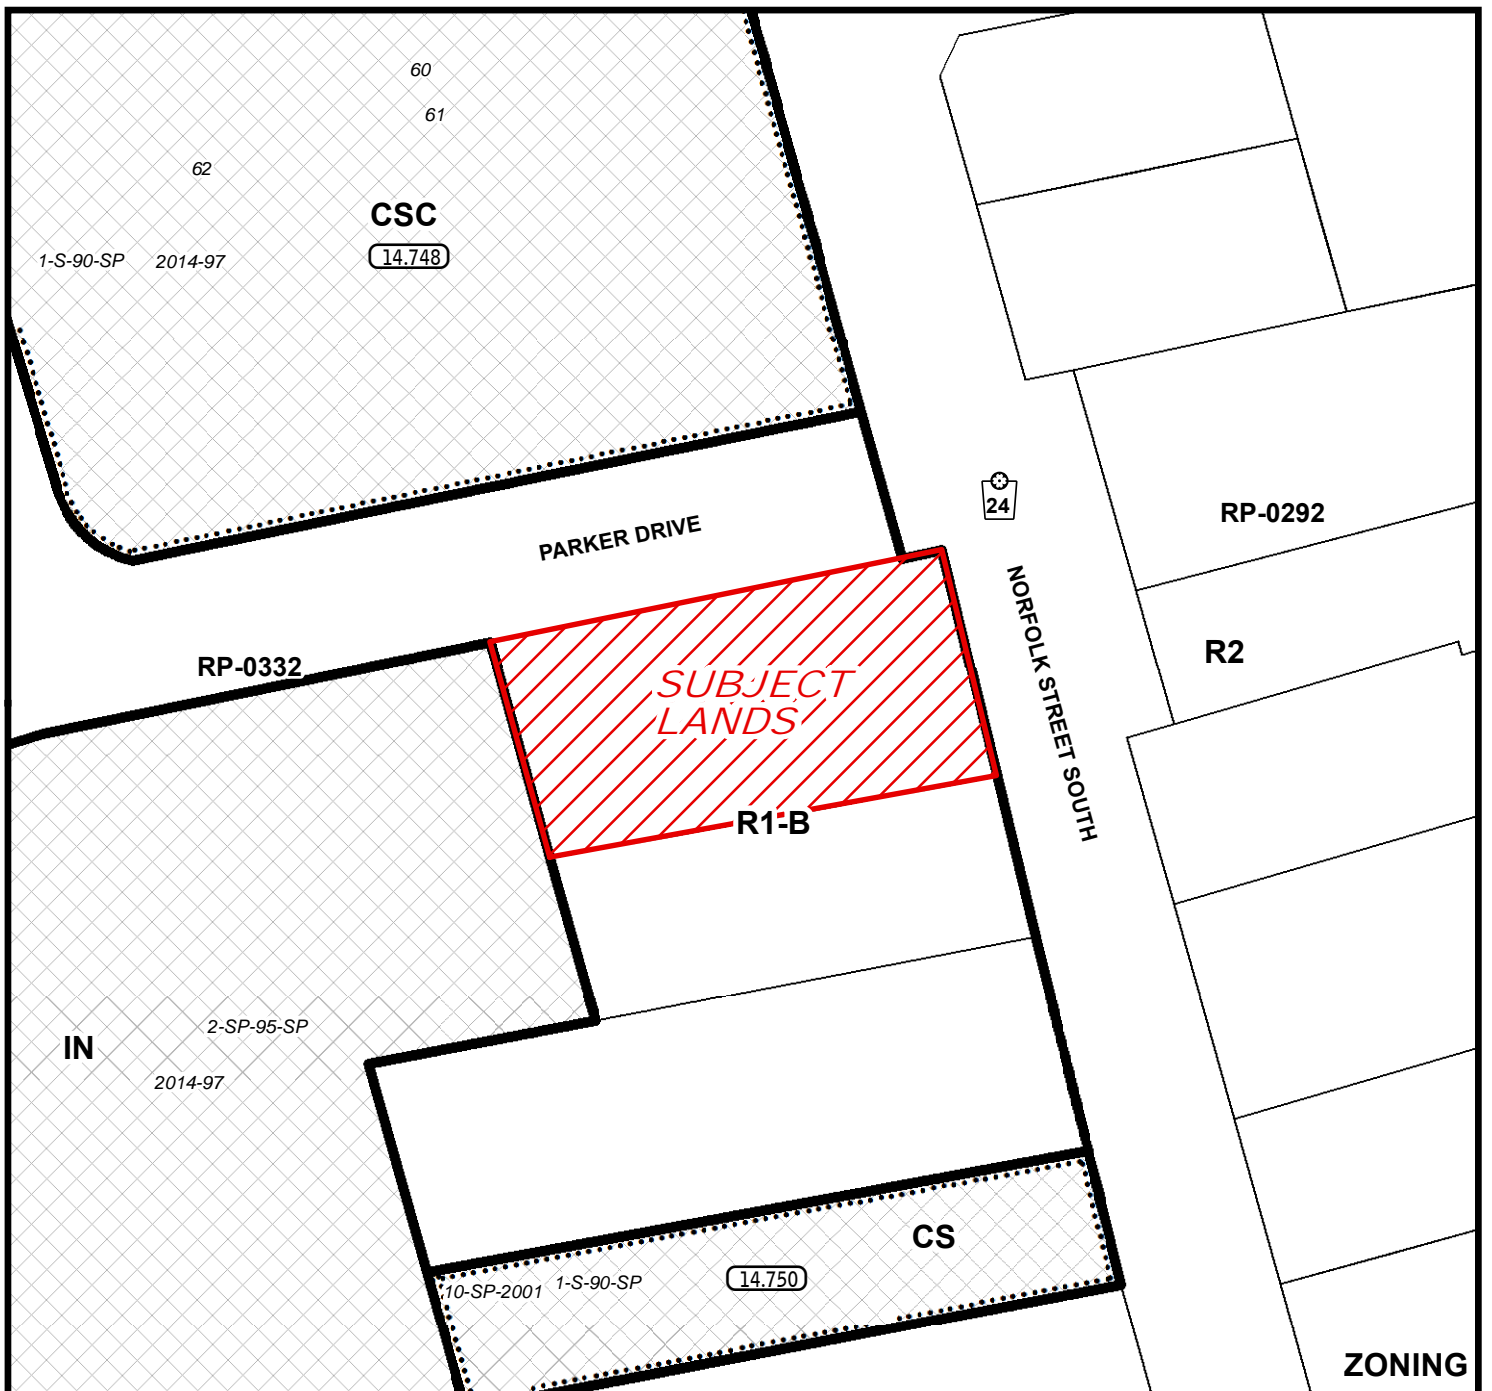 60
61
62
CSC
14.748
1-S-90-SP
2014-97
24
PARKER DRIVE
RP-0292
NORFOLK STREET SOUTH
R2
RP-0332
SUBJECT
LANDS
R1-B
2-SP-95-SP
IN
2014-97
CS
14.750
1-S-90-SP
10-SP-2001
ZONING